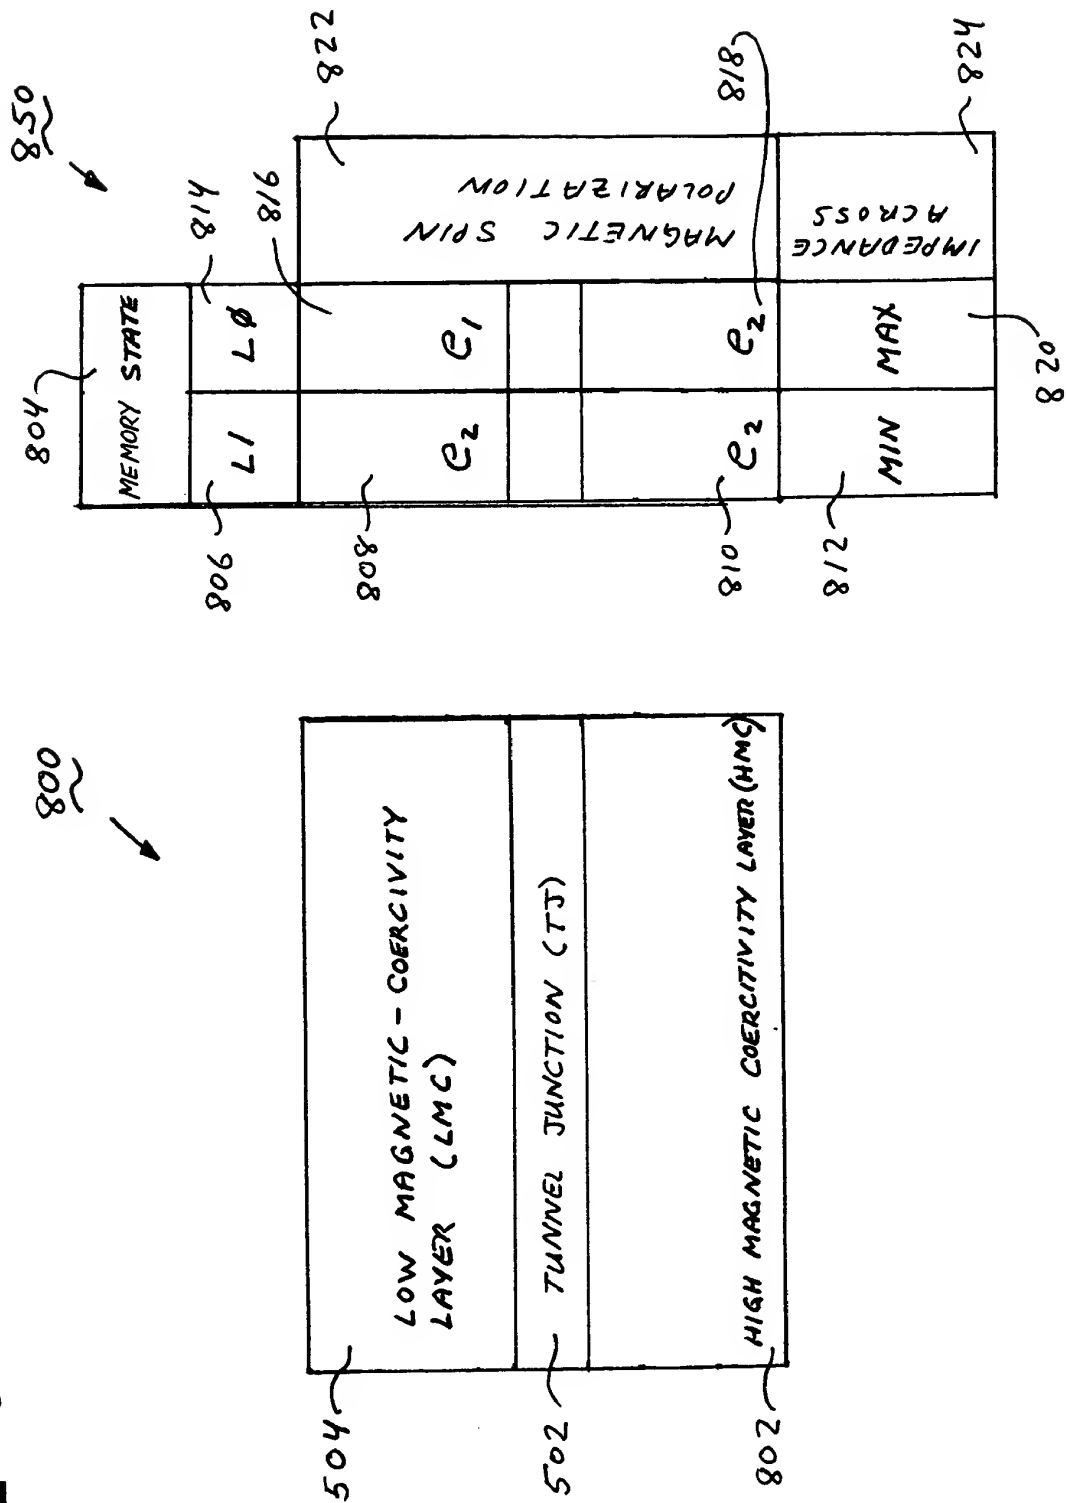 800
504
LOW MAGNETIC-COERCIVITY
LAYER (LMC)
502
TUNNEL JUNCTION (TJ)
802
HIGH MAGNETIC COERCITIVITY LAYER (HMC)
850
804
MEMORY STATE
806
L1
LØ
814
816
808
e2
e1
MAGNETIC SPIN
POLARIZATION
822
810
e2
e2
818
812
MIN
MAX
820
IMPEDANCE
ACROSS
824